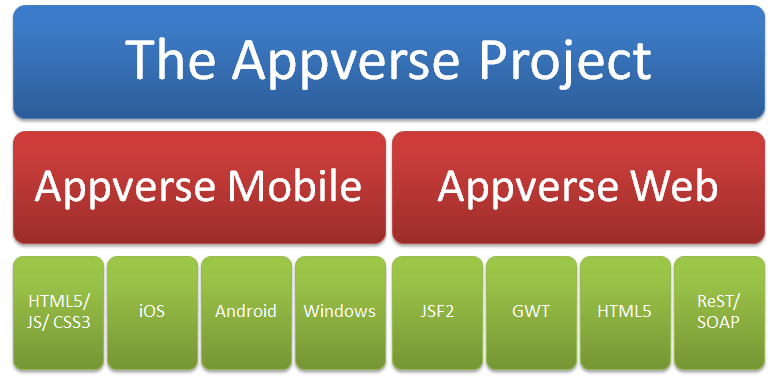 The Appverse Project
Appverse Mobile
Appverse Web
HTML5/
JS/ CSS3
iOS
Android
Windows
JSF2
GWT
HTML5
ReST/
SOAP